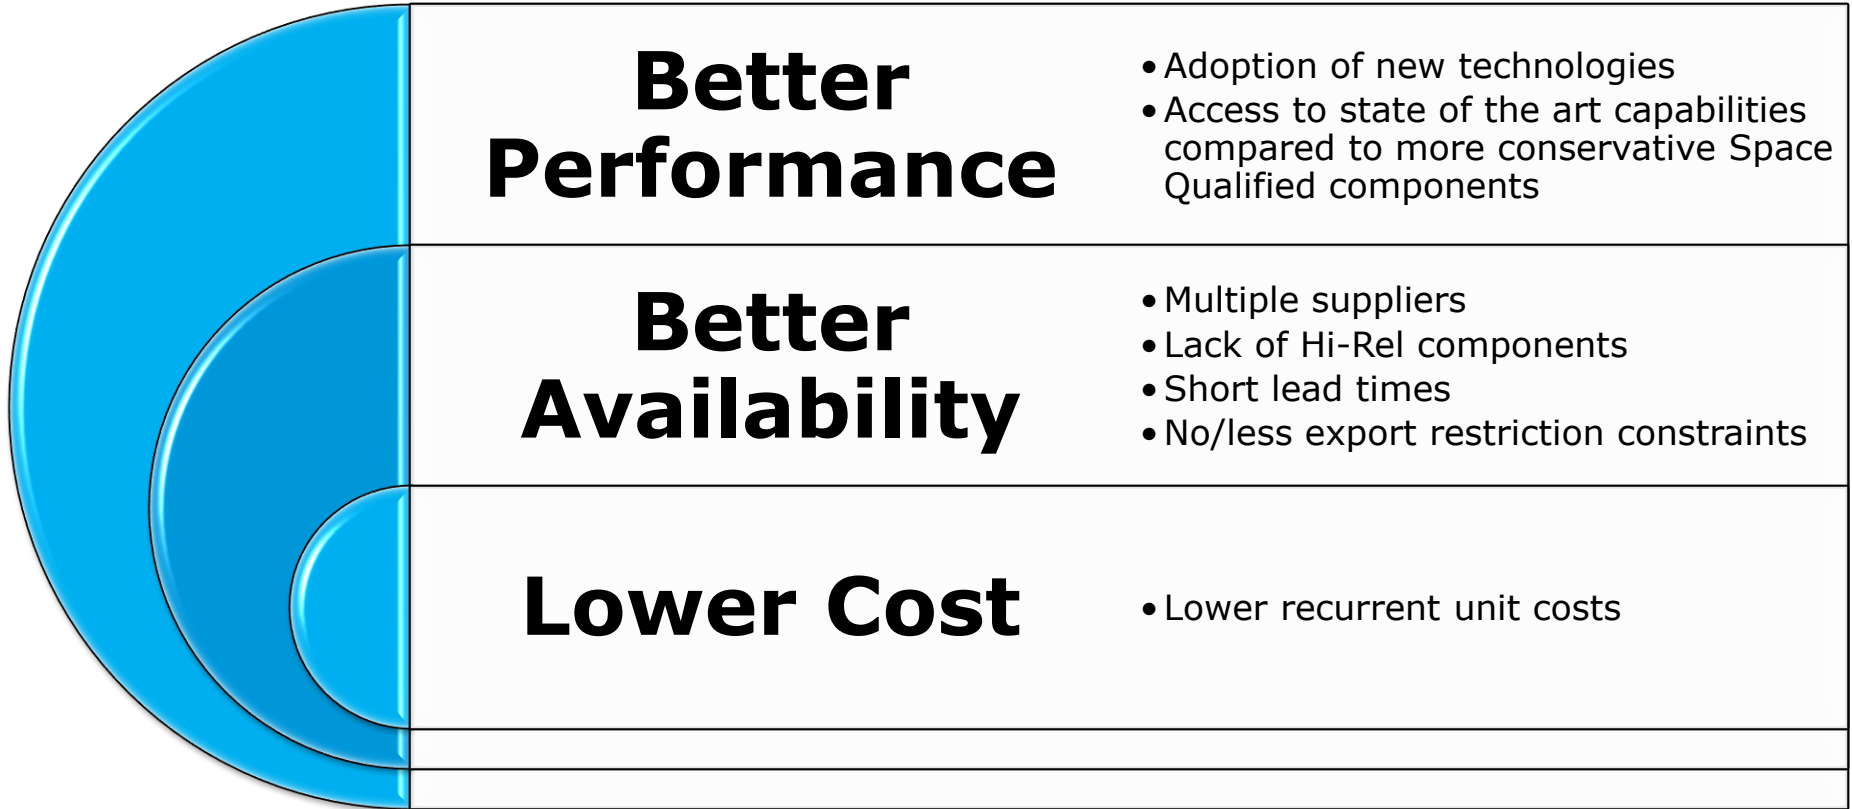 Better
Performance
• Adoption of new technologies
• Access to state of the art capabilities
compared to more conservative Space
Qualified components
Better
Availability
• Multiple suppliers
• Lack of Hi-Rel components
• Short lead times
• No/less export restriction constraints
Lower Cost
• Lower recurrent unit costs